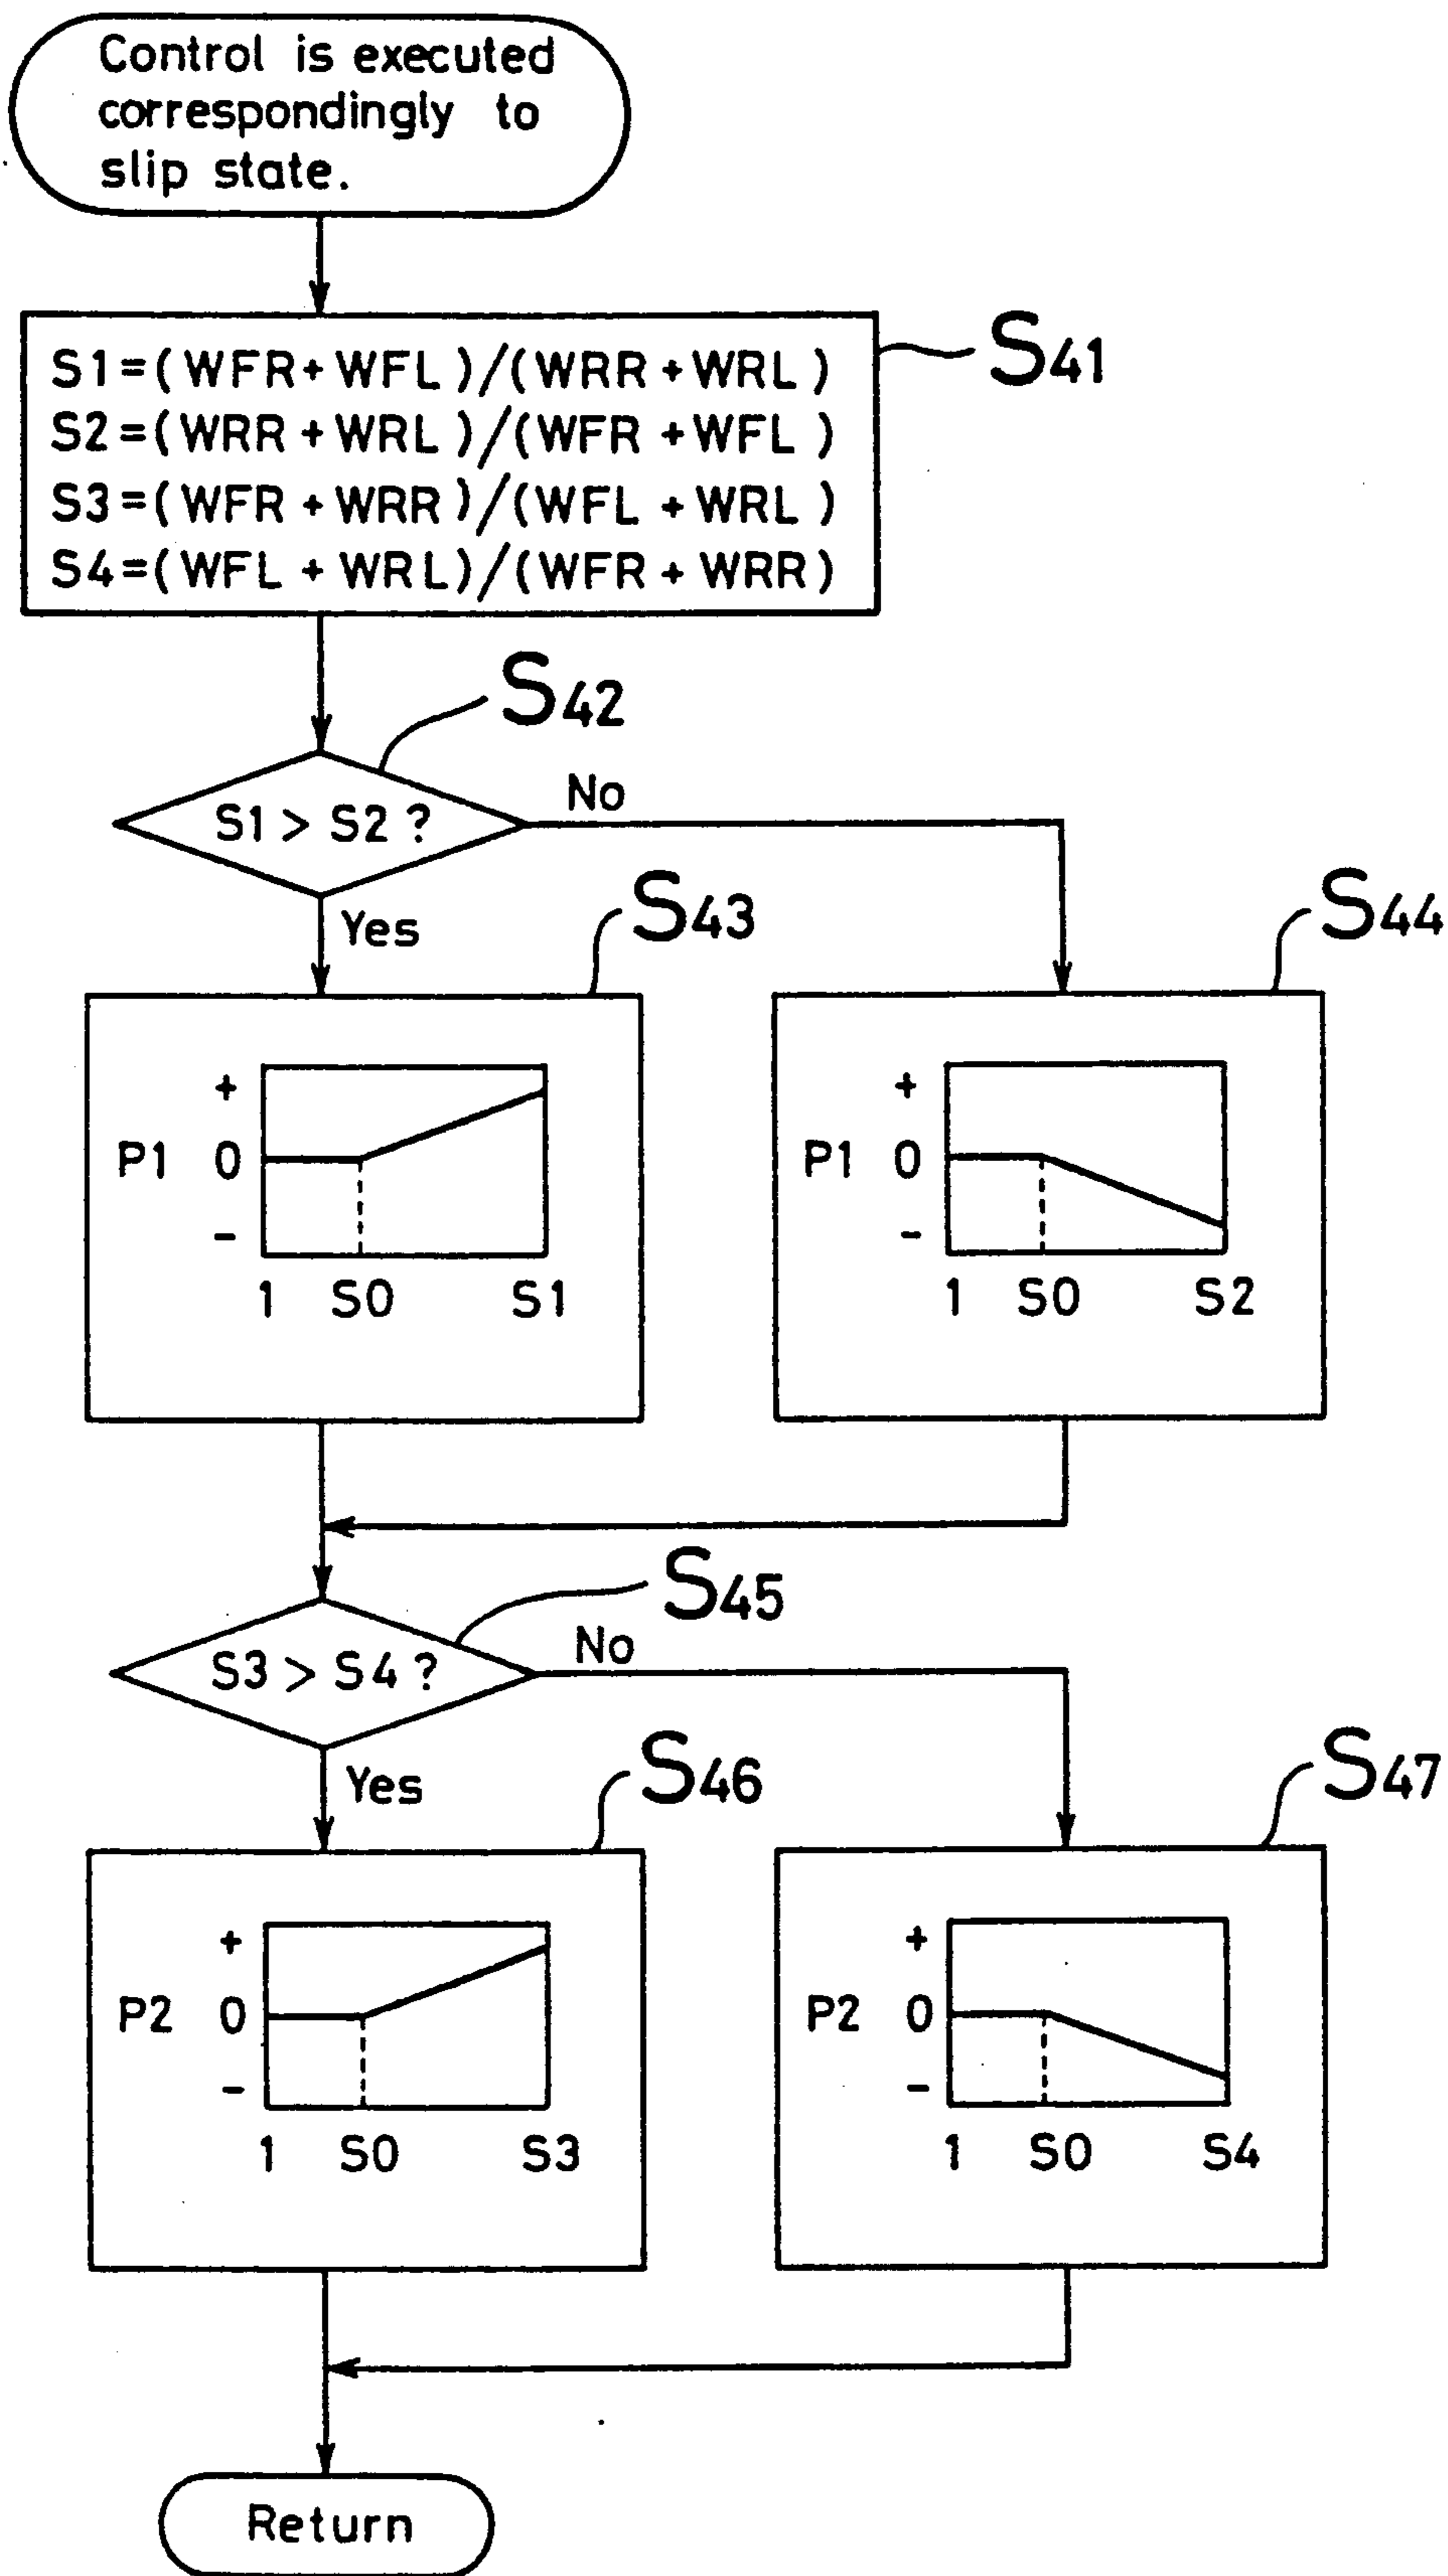 Control is executed
correspondingly to
slip state.
S1=(WFR+WFL)/(WRR+WRL)
S2=(WRR+WRL)/(WFR+WFL)
S3=(WFR+WRR)/(WFL+WRL)
S4=(WFL+WRL)/(WFR+WRR)
S41
S42
S1 > S2 ?
No
Yes
S43
+
P1 0
-
1 S0 S1
S44
+
P1 0
-
1 S0 S2
S45
S3 > S4 ?
No
Yes
S46
+
P2 0
-
1 S0 S3
S47
+
P2 0
-
1 S0 S4
Return